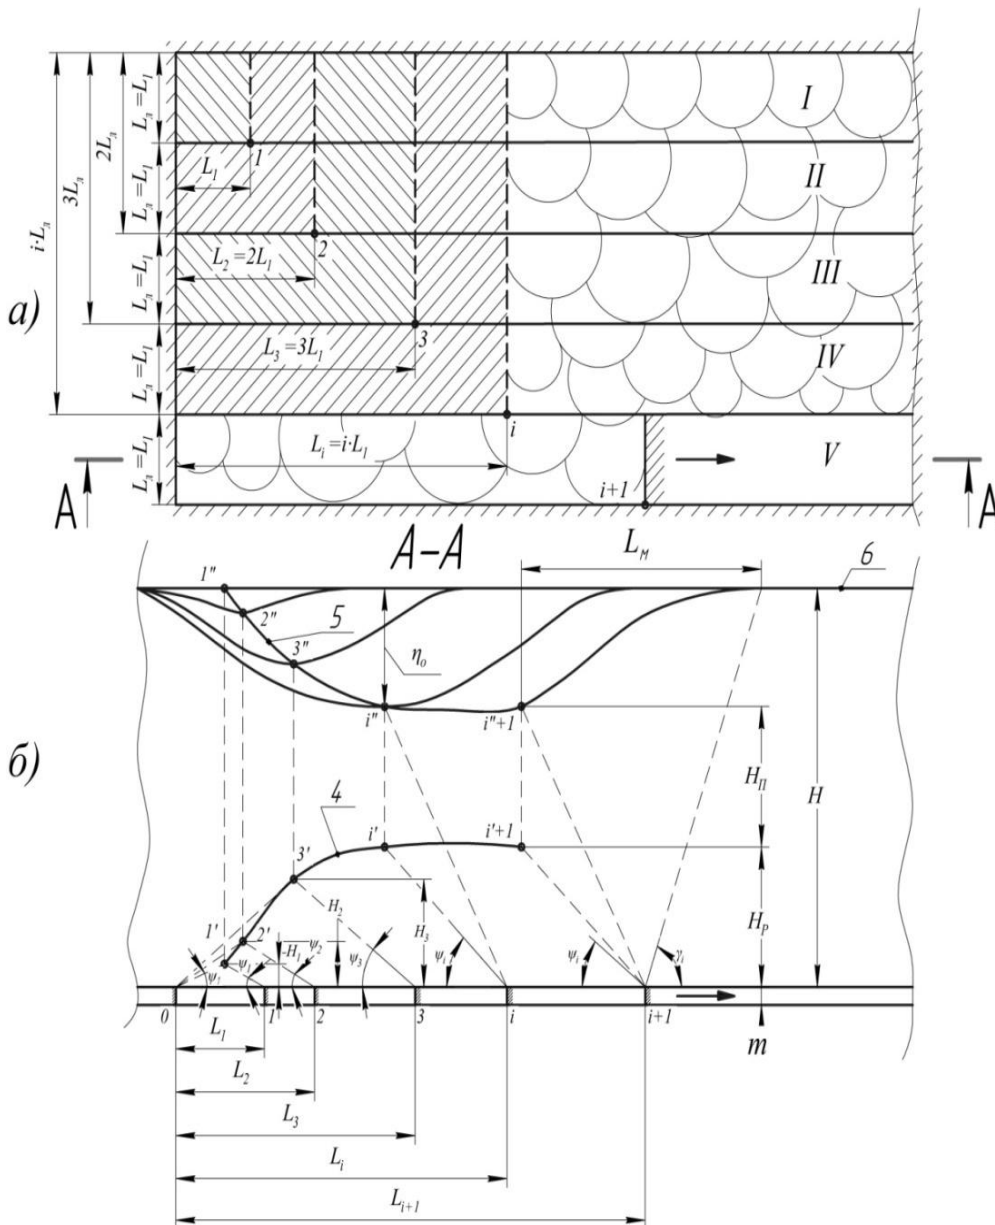 а)
i·Lл
3Lл
2Lл
Lл=L1
Lл=L1
Lл=L1
Lл=L1
Lл=L1
L1
1
L2=2L1
2
L3=3L1
3
Li=i·L1
i
i+1
I
II
III
IV
V
А
А
А–А
Lм
б)
1"
2"
5
3"
η0
i"
i"+1
6
4
i'
i'+1
3'
HП
H
1'
2'
H1
H2
H3
HР
ψ1
ψ1
ψ2
ψ3
ψi
ψi
γi
0
1
2
3
i
i+1
m
L1
L2
L3
Li
Li+1